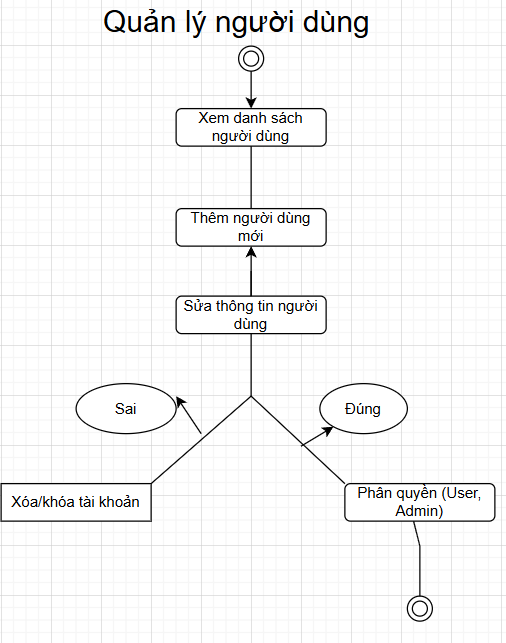 Quản lý người dùng
Xem danh sách
người dùng
Thêm người dùng
mới
Sửa thông tin người
dùng
Sai
Đúng
Xóa/khóa tài khoản
Phân quyền (User,
Admin)